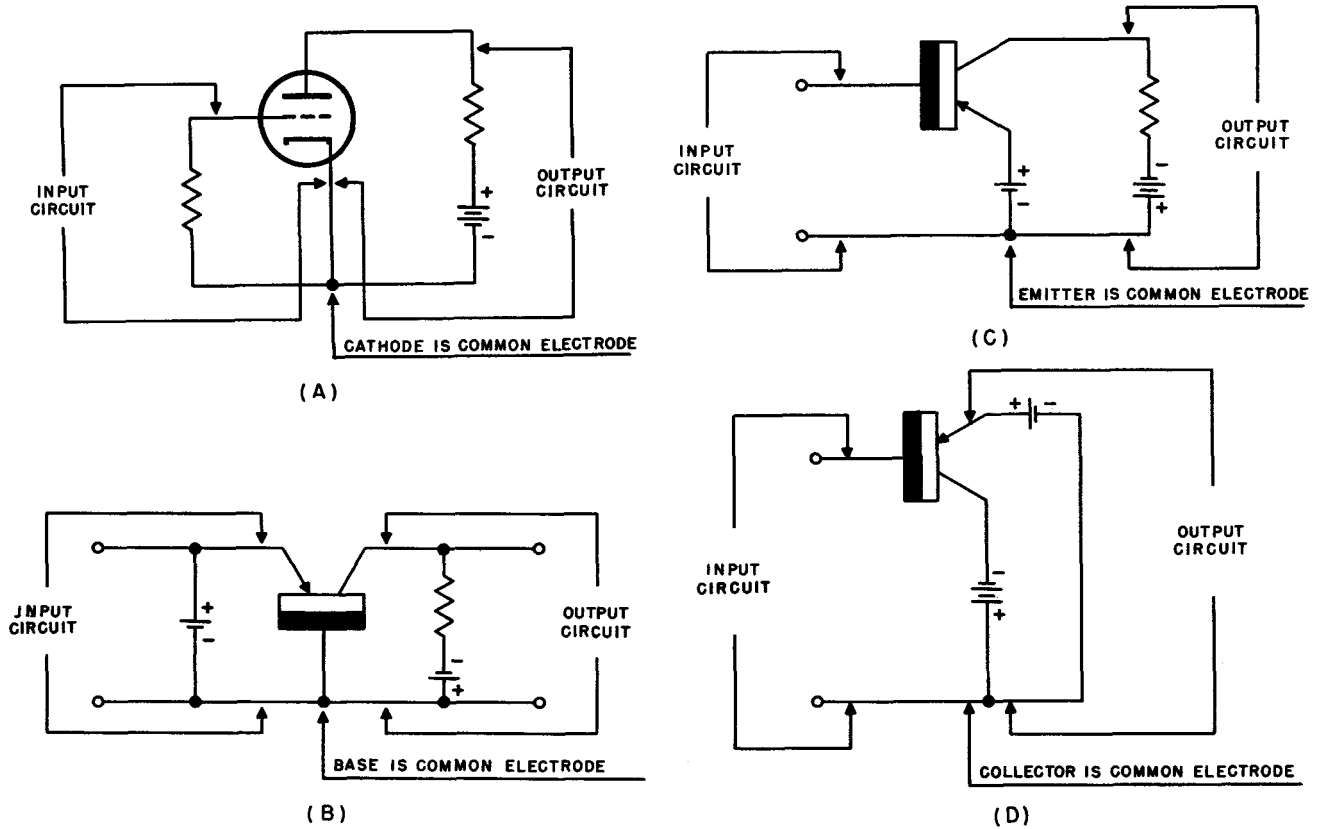 INPUT
CIRCUIT
OUTPUT
CIRCUIT
+
-
CATHODE IS COMMON ELECTRODE
(A)
INPUT
CIRCUIT
OUTPUT
CIRCUIT
+
-
-
+
EMITTER IS COMMON ELECTRODE
(C)
INPUT
CIRCUIT
OUTPUT
CIRCUIT
+
-
-
+
BASE IS COMMON ELECTRODE
(B)
INPUT
CIRCUIT
OUTPUT
CIRCUIT
+ -
-
+
COLLECTOR IS COMMON ELECTRODE
(D)